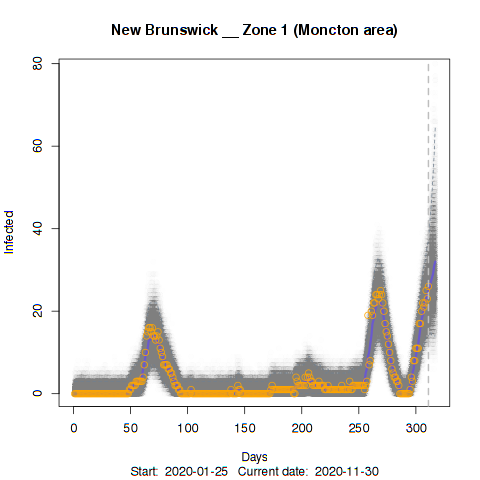 New Brunswick __ Zone 1 (Moncton area)
80
60
40
20
0
Infected
0 50 100 150 200 250 300
Days
Start: 2020-01-25 Current date: 2020-11-30